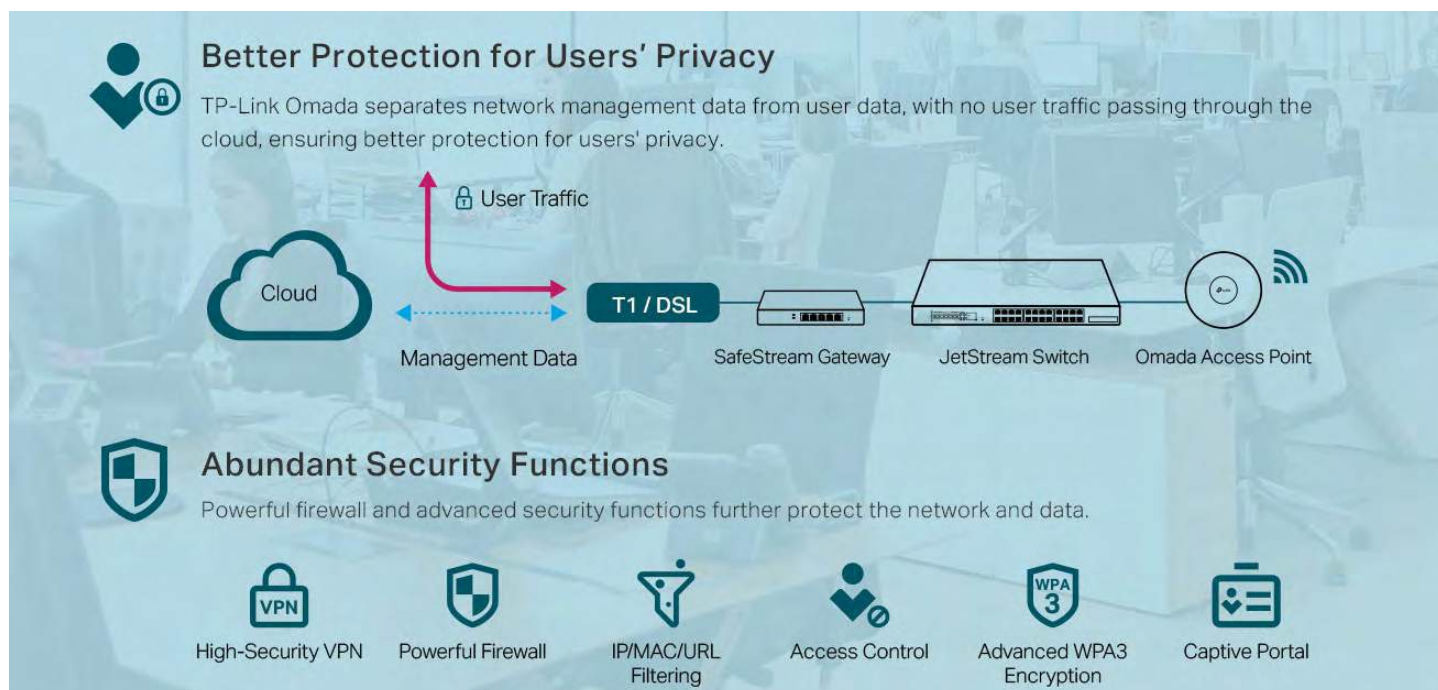 Better Protection for Users' Privacy
TP-Link Omada separates network management data from user data, with no user traffic passing through the
cloud, ensuring better protection for users' privacy.
User Traffic
Cloud
T1 / DSL
Management Data
SafeStream Gateway
JetStream Switch
Omada Access Point
Abundant Security Functions
Powerful firewall and advanced security functions further protect the network and data.
VPN
WPA
3
High-Security VPN
Powerful Firewall
IP/MAC/URL
Filtering
Access Control
Advanced WPA3
Encryption
Captive Portal